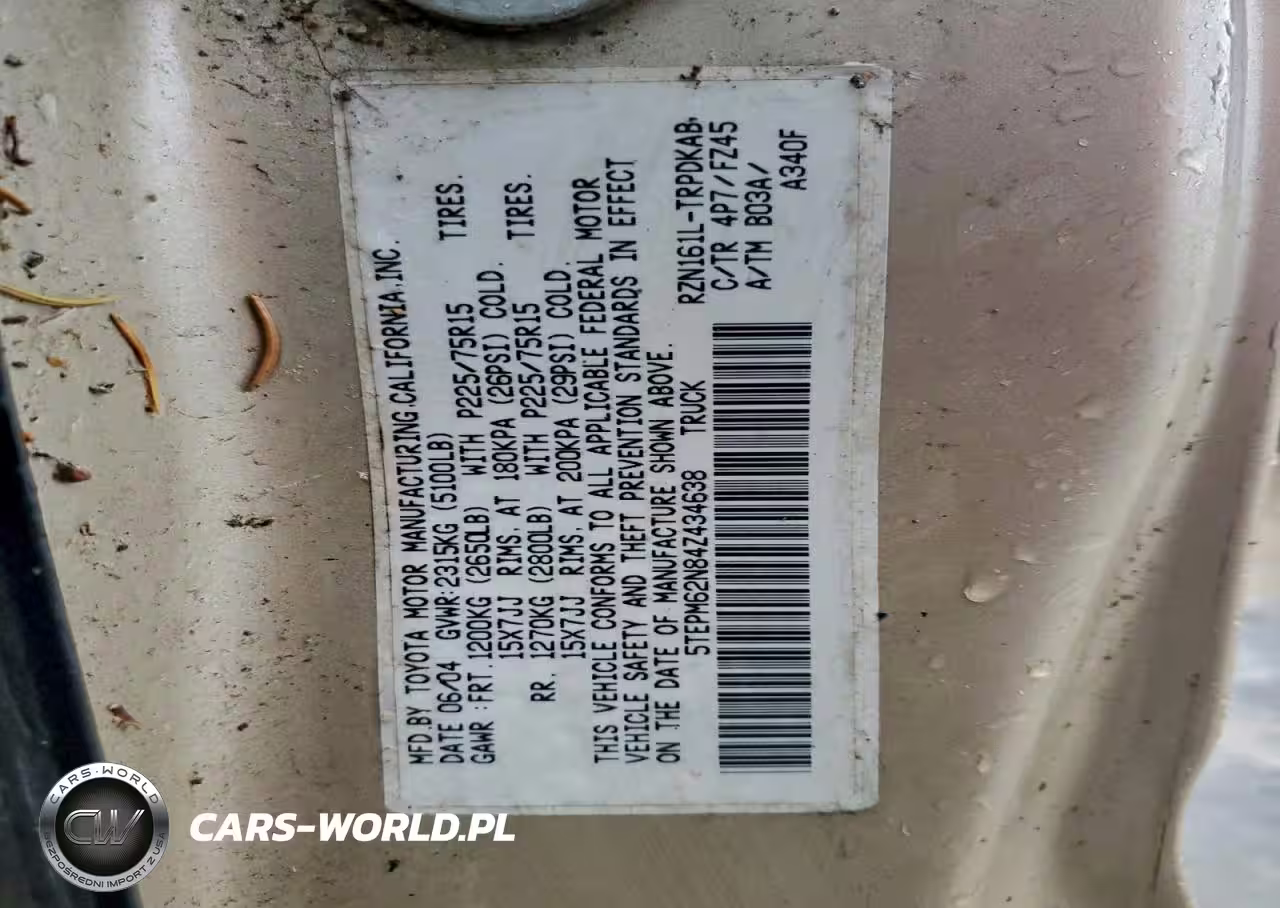 MFD.BY TOYOTA MOTOR MANUFACTURING,CALIFORNIA,INC.
DATE 06/04 GVWR:2315KG (5100LB)
GAWR :FRT.1200KG (2650LB) WITH P225/75R15 TIRES.
15X7JJ RIMS, AT 180KPA (26PSI) COLD.
RR. 1270KG (2800LB) WITH P225/75R15 TIRES.
15X7JJ RIMS, AT 200KPA (29PSI) COLD.
THIS VEHICLE CONFORMS TO ALL APPLICABLE FEDERAL MOTOR
VEHICLE SAFETY AND THEFT PREVENTION STANDARDS IN EFFECT
ON THE DATE OF MANUFACTURE SHOWN ABOVE.
5TEPM62N84Z434638 TRUCK
RZN161L-TRPDKAB
C/TR 4P7/FZ45
A/TM B03A/
A340F
CARS-WORLD
CW
BEZPOŚREDNI IMPORT Z USA
CARS-WORLD.PL